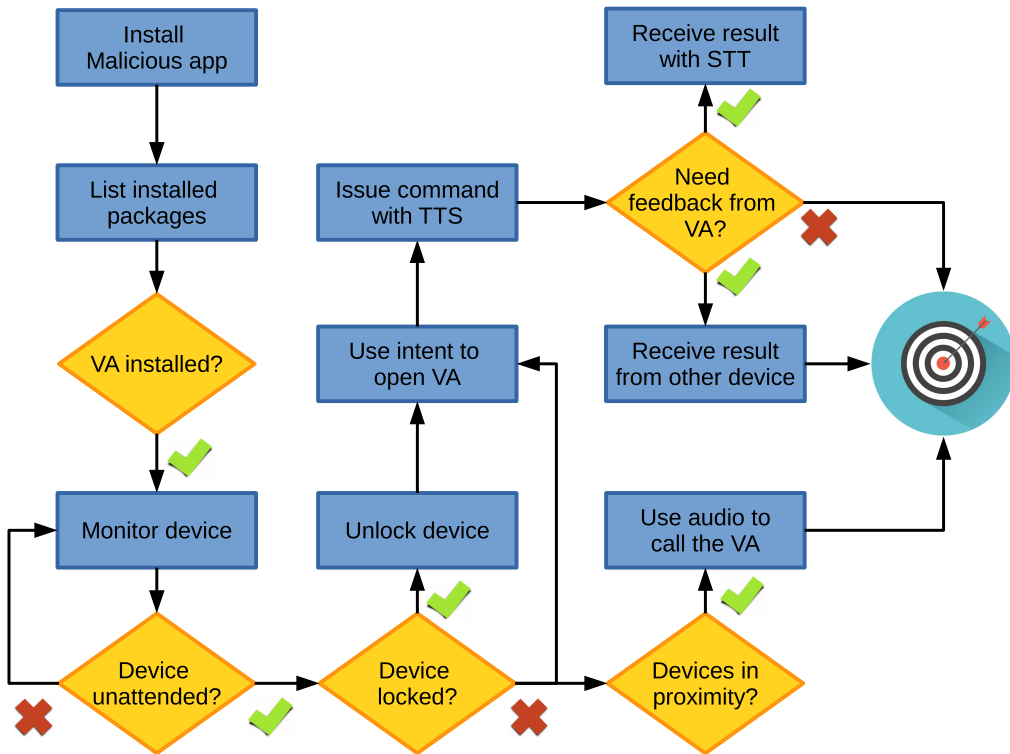 Install
Malicious app
List installed
packages
VA installed?
Monitor device
Device
unattended?
Device
locked?
Unlock device
Use intent to
open VA
Issue command
with TTS
Need
feedback from
VA?
Receive result
with STT
Receive result
from other device
Devices in
proximity?
Use audio to
call the VA